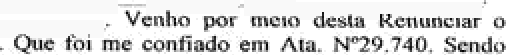 . Venho por meio desta Renunciar o
. Que foi me confiado em Ata. Nº29.740. Sendo